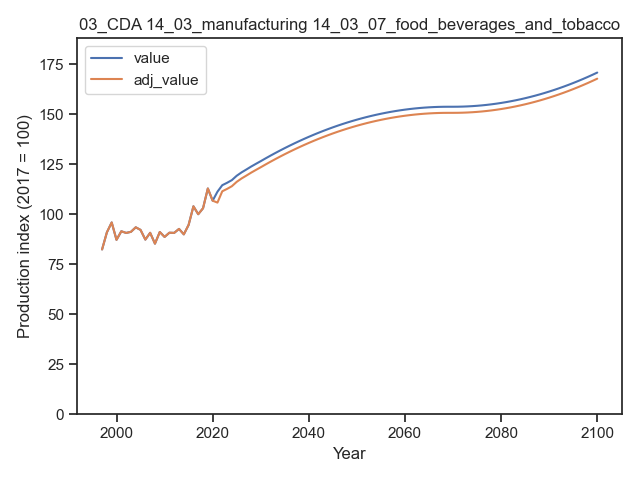 03_CDA 14_03_manufacturing 14_03_07_food_beverages_and_tobacco
value
adj_value
Production index (2017 = 100)
175
150
125
100
75
50
25
0
2000 2020 2040 2060 2080 2100
Year